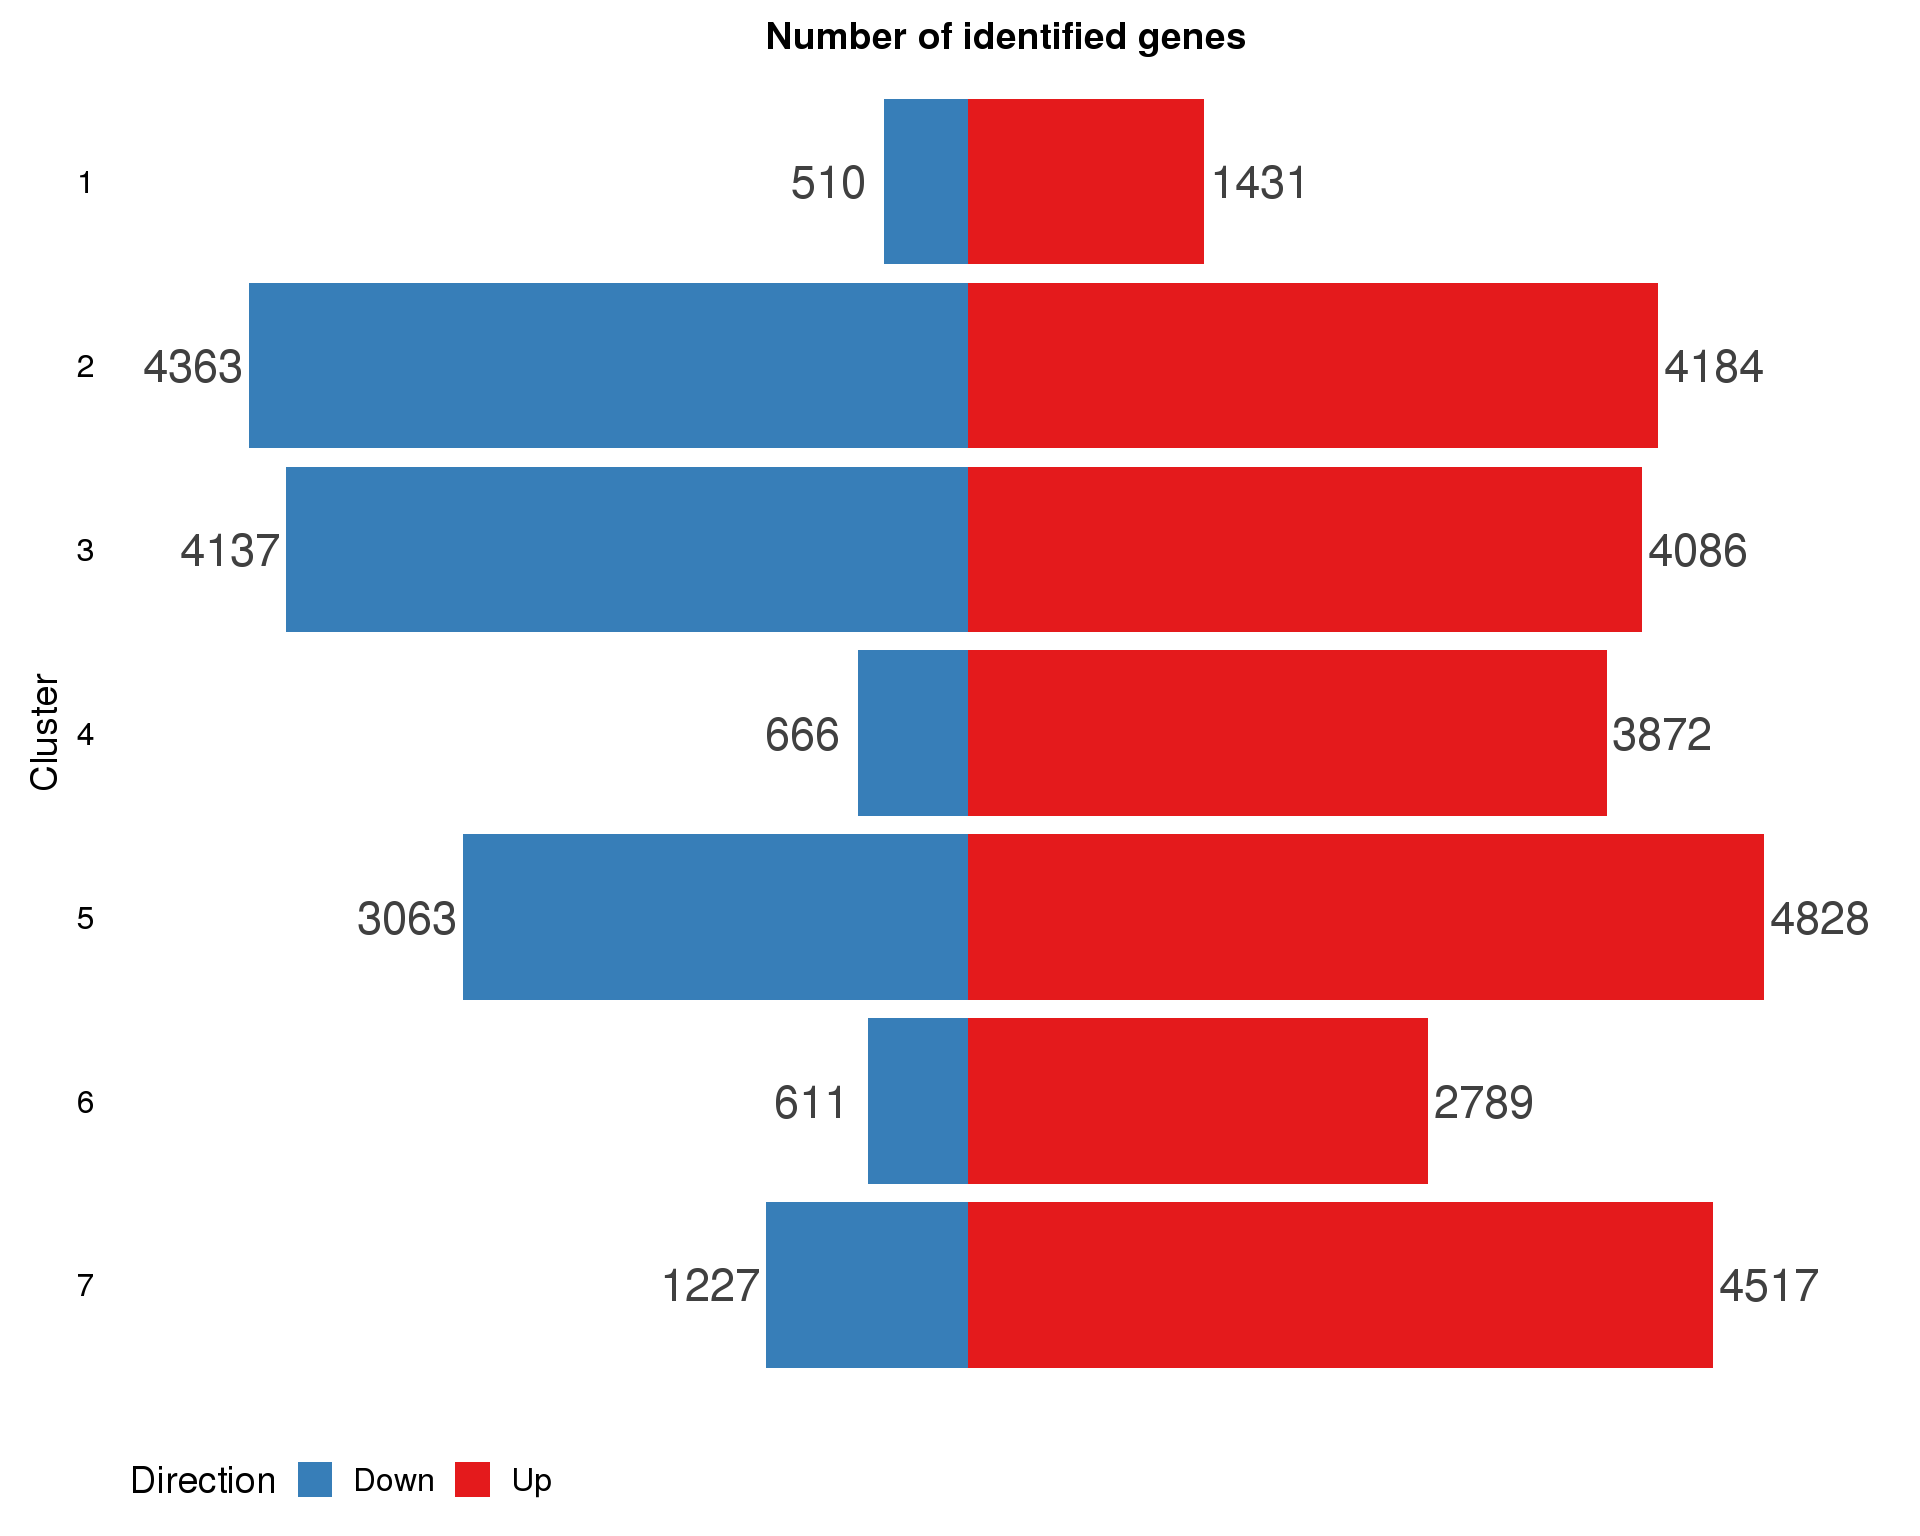 Number of identified genes
1 510 1431
2 4363 4184
3 4137 4086
Cluster
4 666 3872
5 3063 4828
6 611 2789
7 1227 4517
Direction Down Up